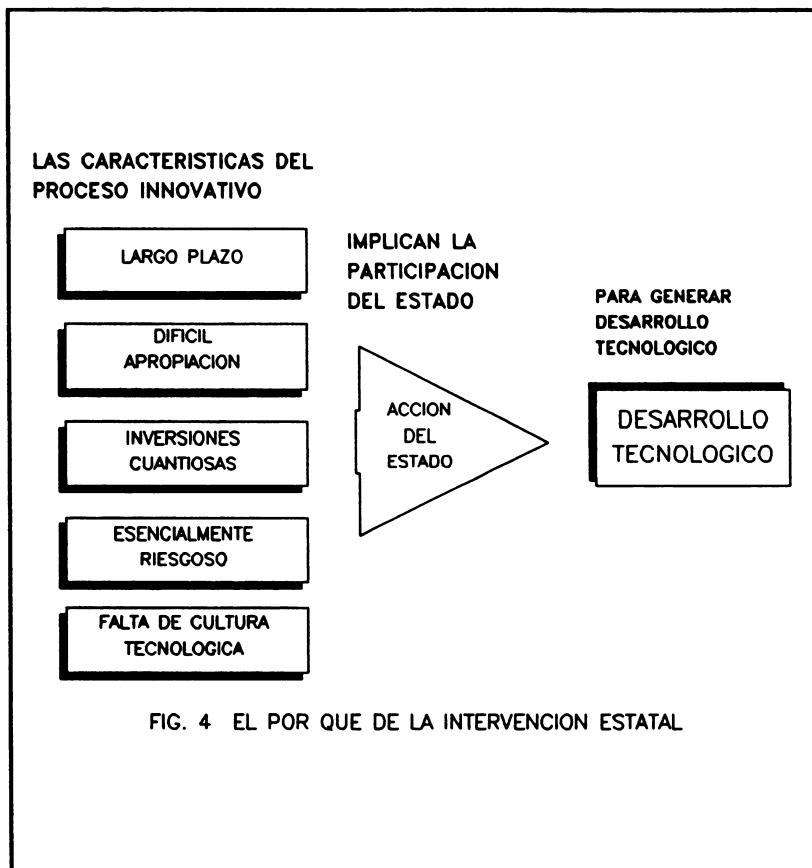 LAS CARACTERISTICAS DEL
PROCESO INNOVATIVO
LARGO PLAZO
DIFICIL
APROPIACION
INVERSIONES
CUANTIOSAS
ESENCIALMENTE
RIESGOSO
FALTA DE CULTURA
TECNOLOGICA
IMPLICAN LA
PARTICIPACION
DEL ESTADO
ACCION
DEL
ESTADO
PARA GENERAR
DESARROLLO
TECNOLOGICO
DESARROLLO
TECNOLOGICO
FIG. 4 EL POR QUE DE LA INTERVENCION ESTATAL